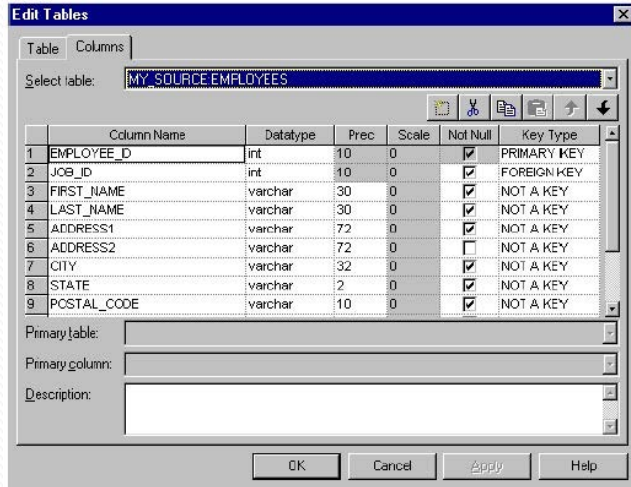 Edit Tables
Table Columns
Select table: MY_SOURCE:EMPLOYEES
Column Name Datatype Prec Scale Not Null Key Type
1 EMPLOYEE_ID int 10 0 PRIMARY KEY
2 JOB_ID int 10 0 FOREIGN KEY
3 FIRST_NAME varchar 30 0 NOT A KEY
4 LAST_NAME varchar 30 0 NOT A KEY
5 ADDRESS1 varchar 72 0 NOT A KEY
6 ADDRESS2 varchar 72 0 NOT A KEY
7 CITY varchar 32 0 NOT A KEY
8 STATE varchar 2 0 NOT A KEY
9 POSTAL_CODE varchar 10 0 NOT A KEY
Primary table:
Primary column:
Description:
OK Cancel Apply Help